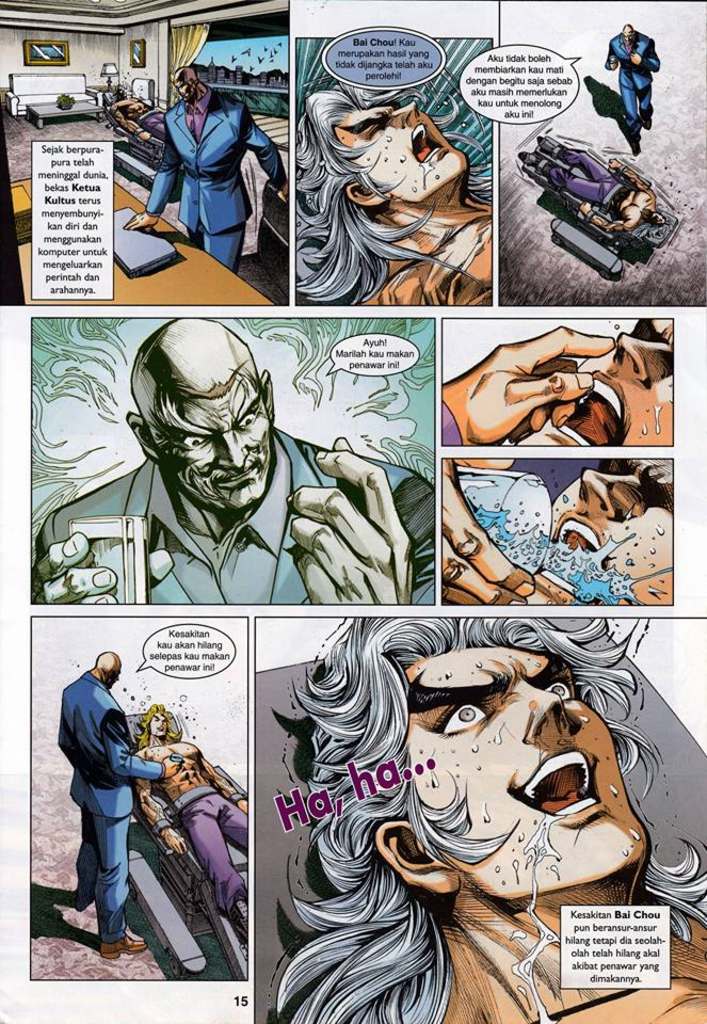 Sejak berpura-
pura telah
meninggal dunia,
bekas Ketua
Kultus terus
menyembunyi-
kan diri dan
menggunakan
komputer untuk
mengeluarkan
perintah dan
arahannya.
Bai Chou! Kau
merupakan hasil yang
tidak dijangka telah aku
perolehi!
Aku tidak boleh
membiarkan kau mati
dengan begitu saja sebab
aku masih memerlukan
kau untuk menolong
aku ini!
Ayuh!
Marilah kau makan
penawar ini!
Kesakitan
kau akan hilang
selepas kau makan
penawar ini!
Ha, ha...
Kesakitan Bai Chou
pun beransur-ansur
hilang tetapi dia seolah-
olah telah hilang akal
akibat penawar yang
dimakannya.
15